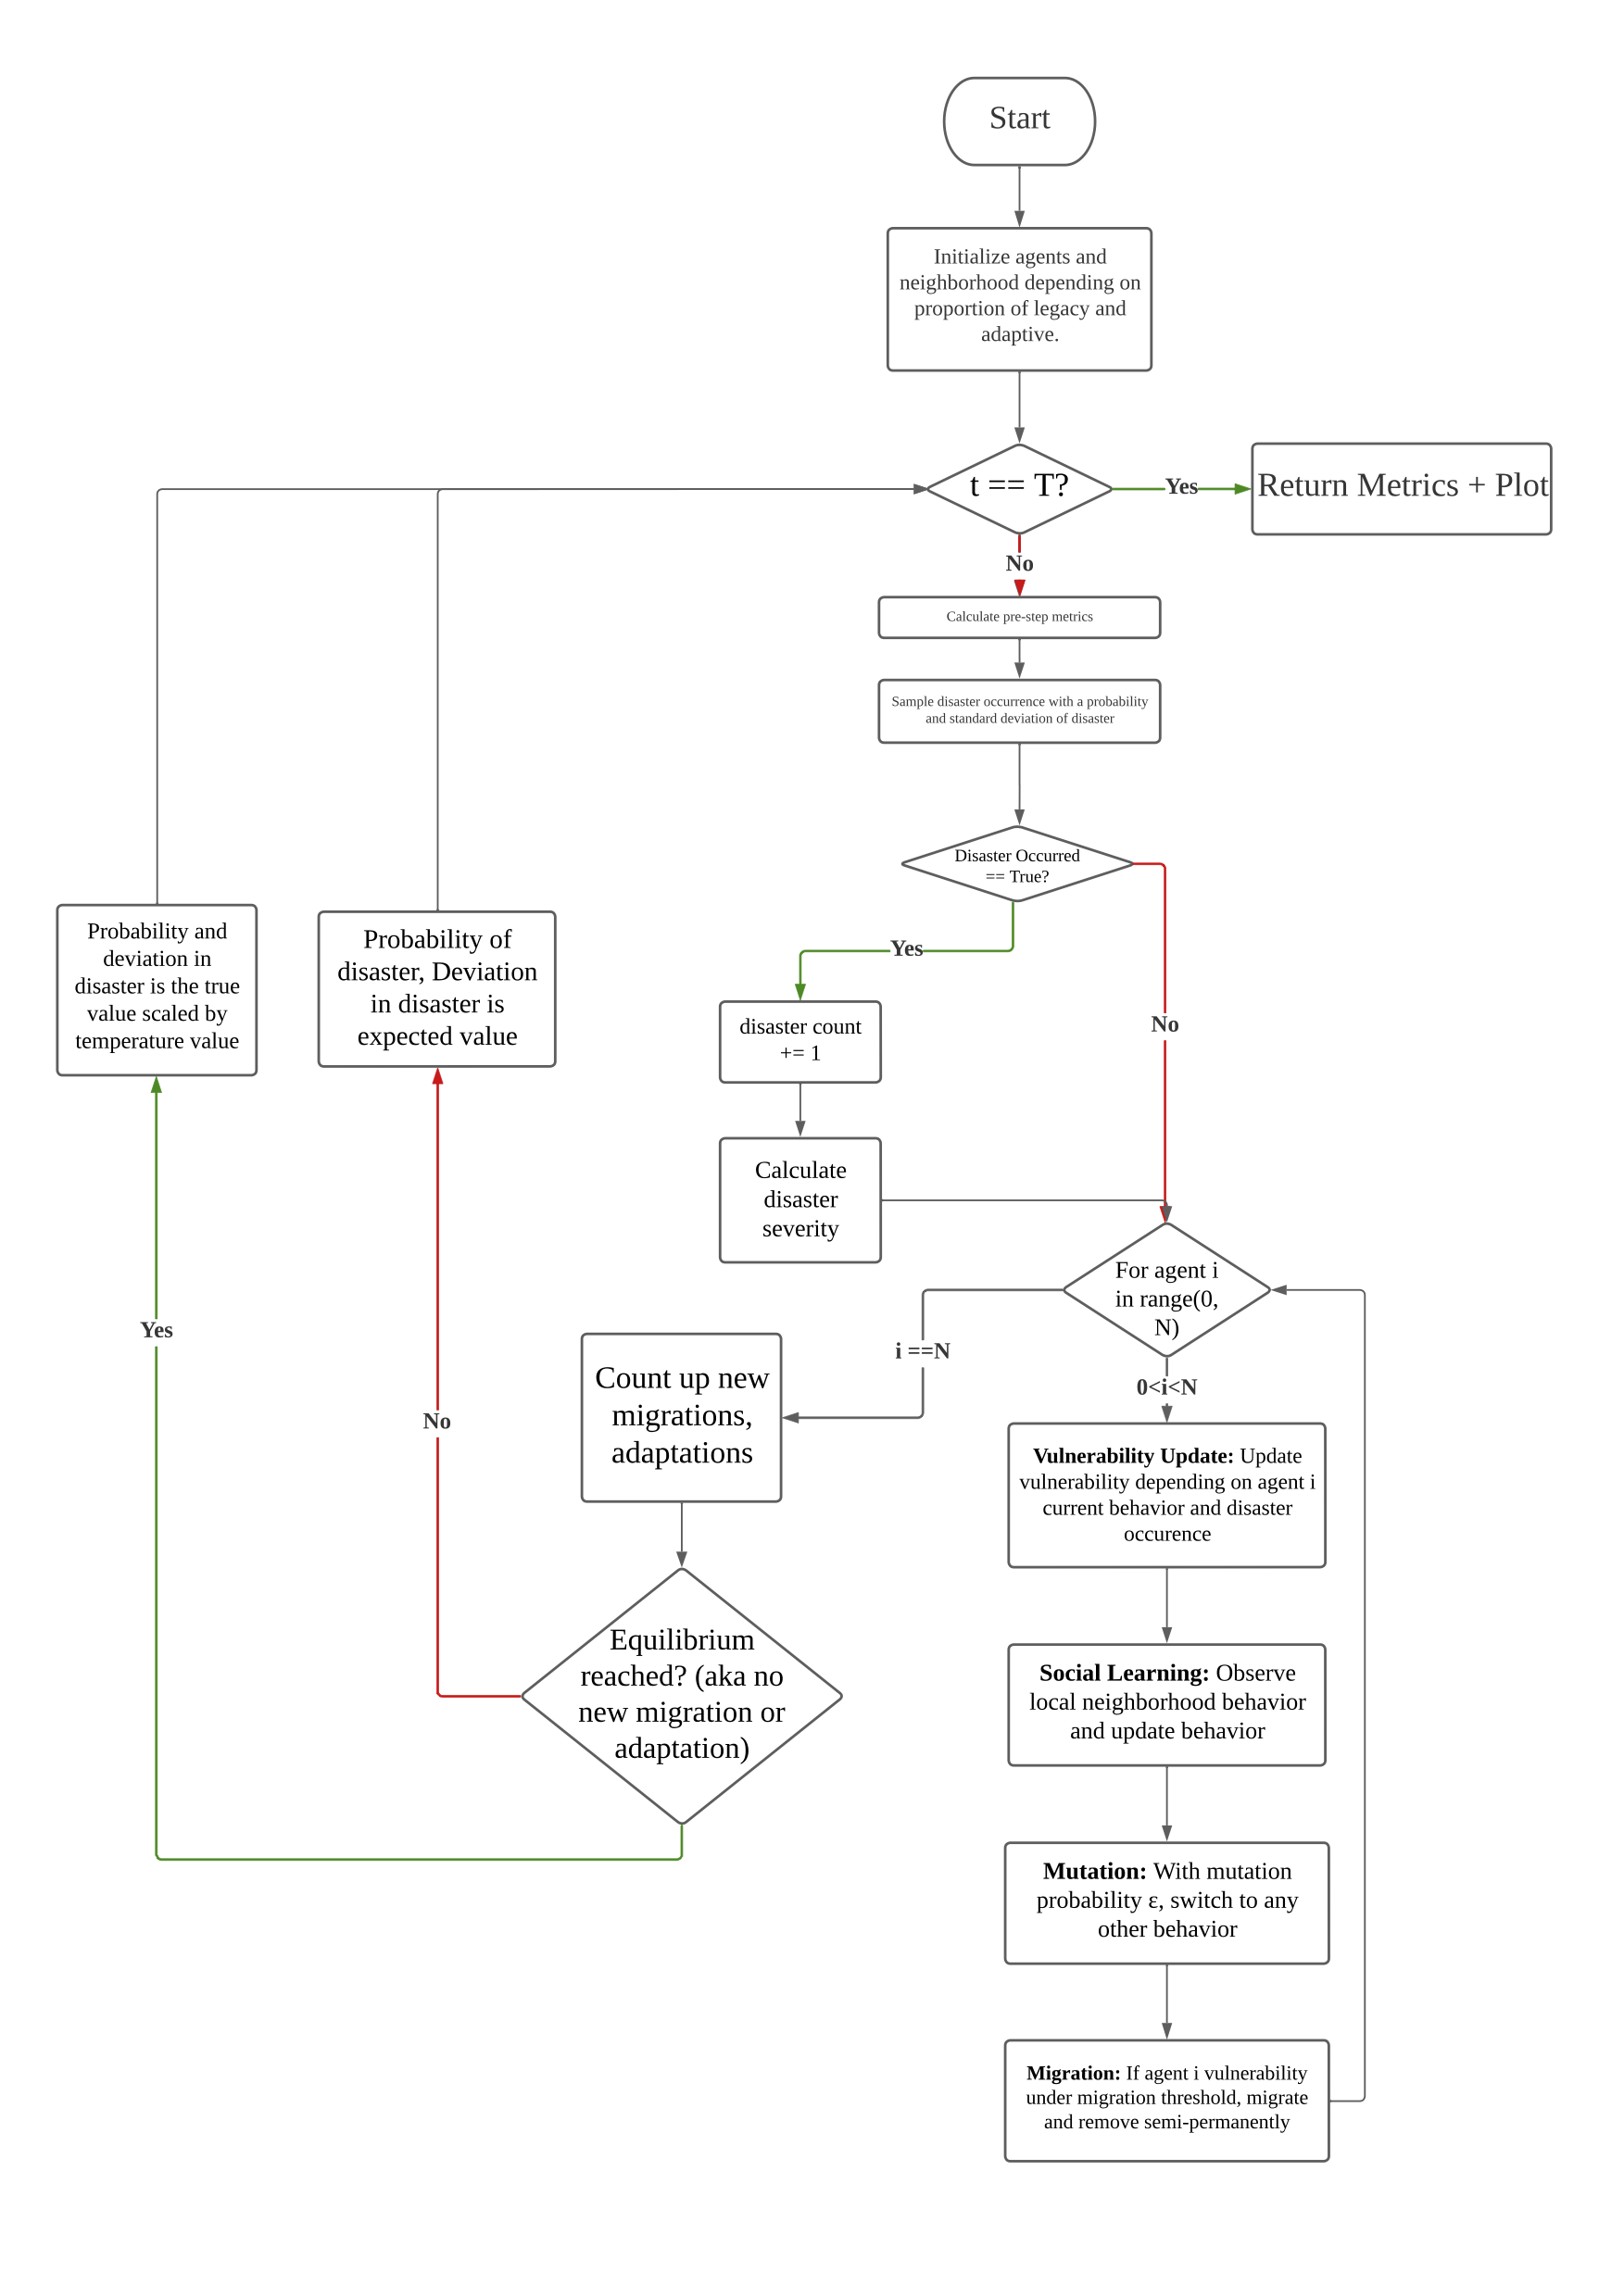 Start
Initialize agents and
neighborhood depending on
proportion of legacy and
adaptive.
t == T?
Yes
Return Metrics + Plot
No
Calculate pre-step metrics
Sample disaster occurrence with a probability
and standard deviation of disaster
Disaster Occurred
== True?
Yes
No
disaster count
+= 1
Calculate
disaster
severity
For agent i
in range(0,
N)
i ==N
0<i<N
Count up new
migrations,
adaptations
Vulnerability Update: Update
vulnerability depending on agent i
current behavior and disaster
occurence
Social Learning: Observe
local neighborhood behavior
and update behavior
Mutation: With mutation
probability ε, switch to any
other behavior
Migration: If agent i vulnerability
under migration threshold, migrate
and remove semi-permanently
Equilibrium
reached? (aka no
new migration or
adaptation)
No
Yes
Probability of
disaster, Deviation
in disaster is
expected value
Probability and
deviation in
disaster is the true
value scaled by
temperature value